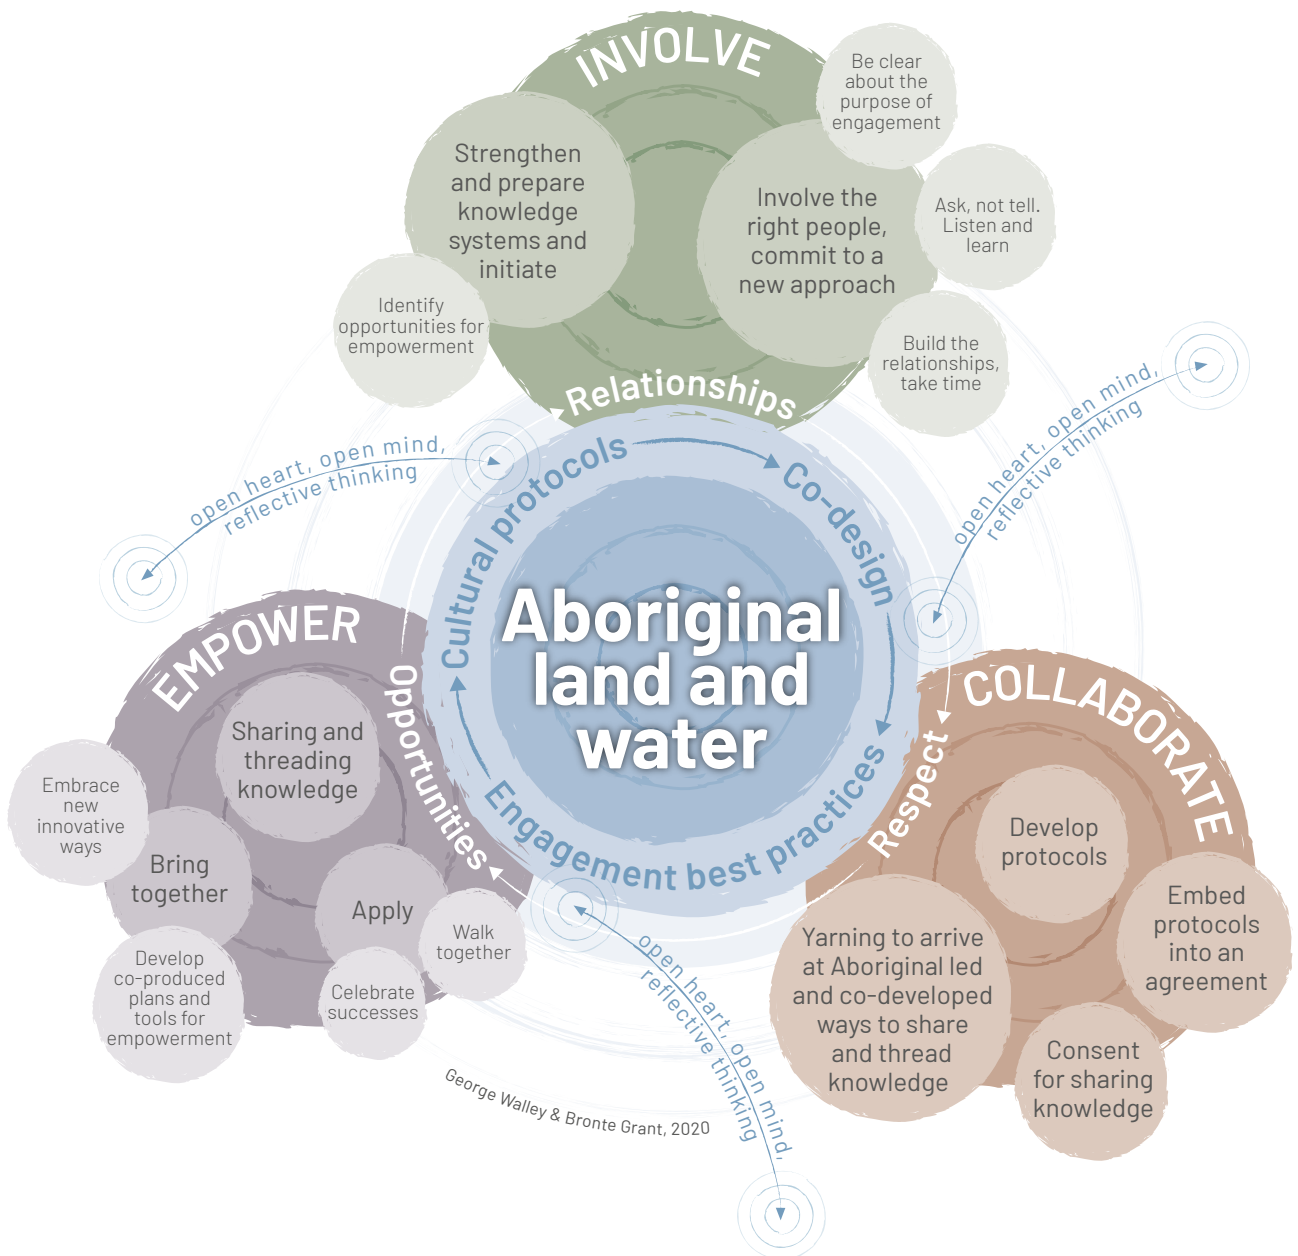 INVOLVE
Strengthen
and prepare
knowledge
systems and
initiate
Identify
opportunities for
empowerment
Involve the
right people,
commit to a
new approach
Be clear
about the
purpose of
engagement
Ask, not tell.
Listen and
learn
Build the
relationships,
take time
Relationships
open heart, open mind,
reflective thinking
open heart, open mind,
reflective thinking
Cultural protocols
Co-design
Engagement best practices
Aboriginal
land and
water
EMPOWER
Opportunities
Sharing and
threading
knowledge
Embrace
new
innovative
ways
Bring
together
Develop
co-produced
plans and
tools for
empowerment
Apply
Walk
together
Celebrate
successes
COLLABORATE
Respect
Develop
protocols
Embed
protocols
into an
agreement
Yarning to arrive
at Aboriginal led
and co-developed
ways to share
and thread
knowledge
Consent
for sharing
knowledge
open heart, open mind,
reflective thinking
George Walley & Bronte Grant, 2020